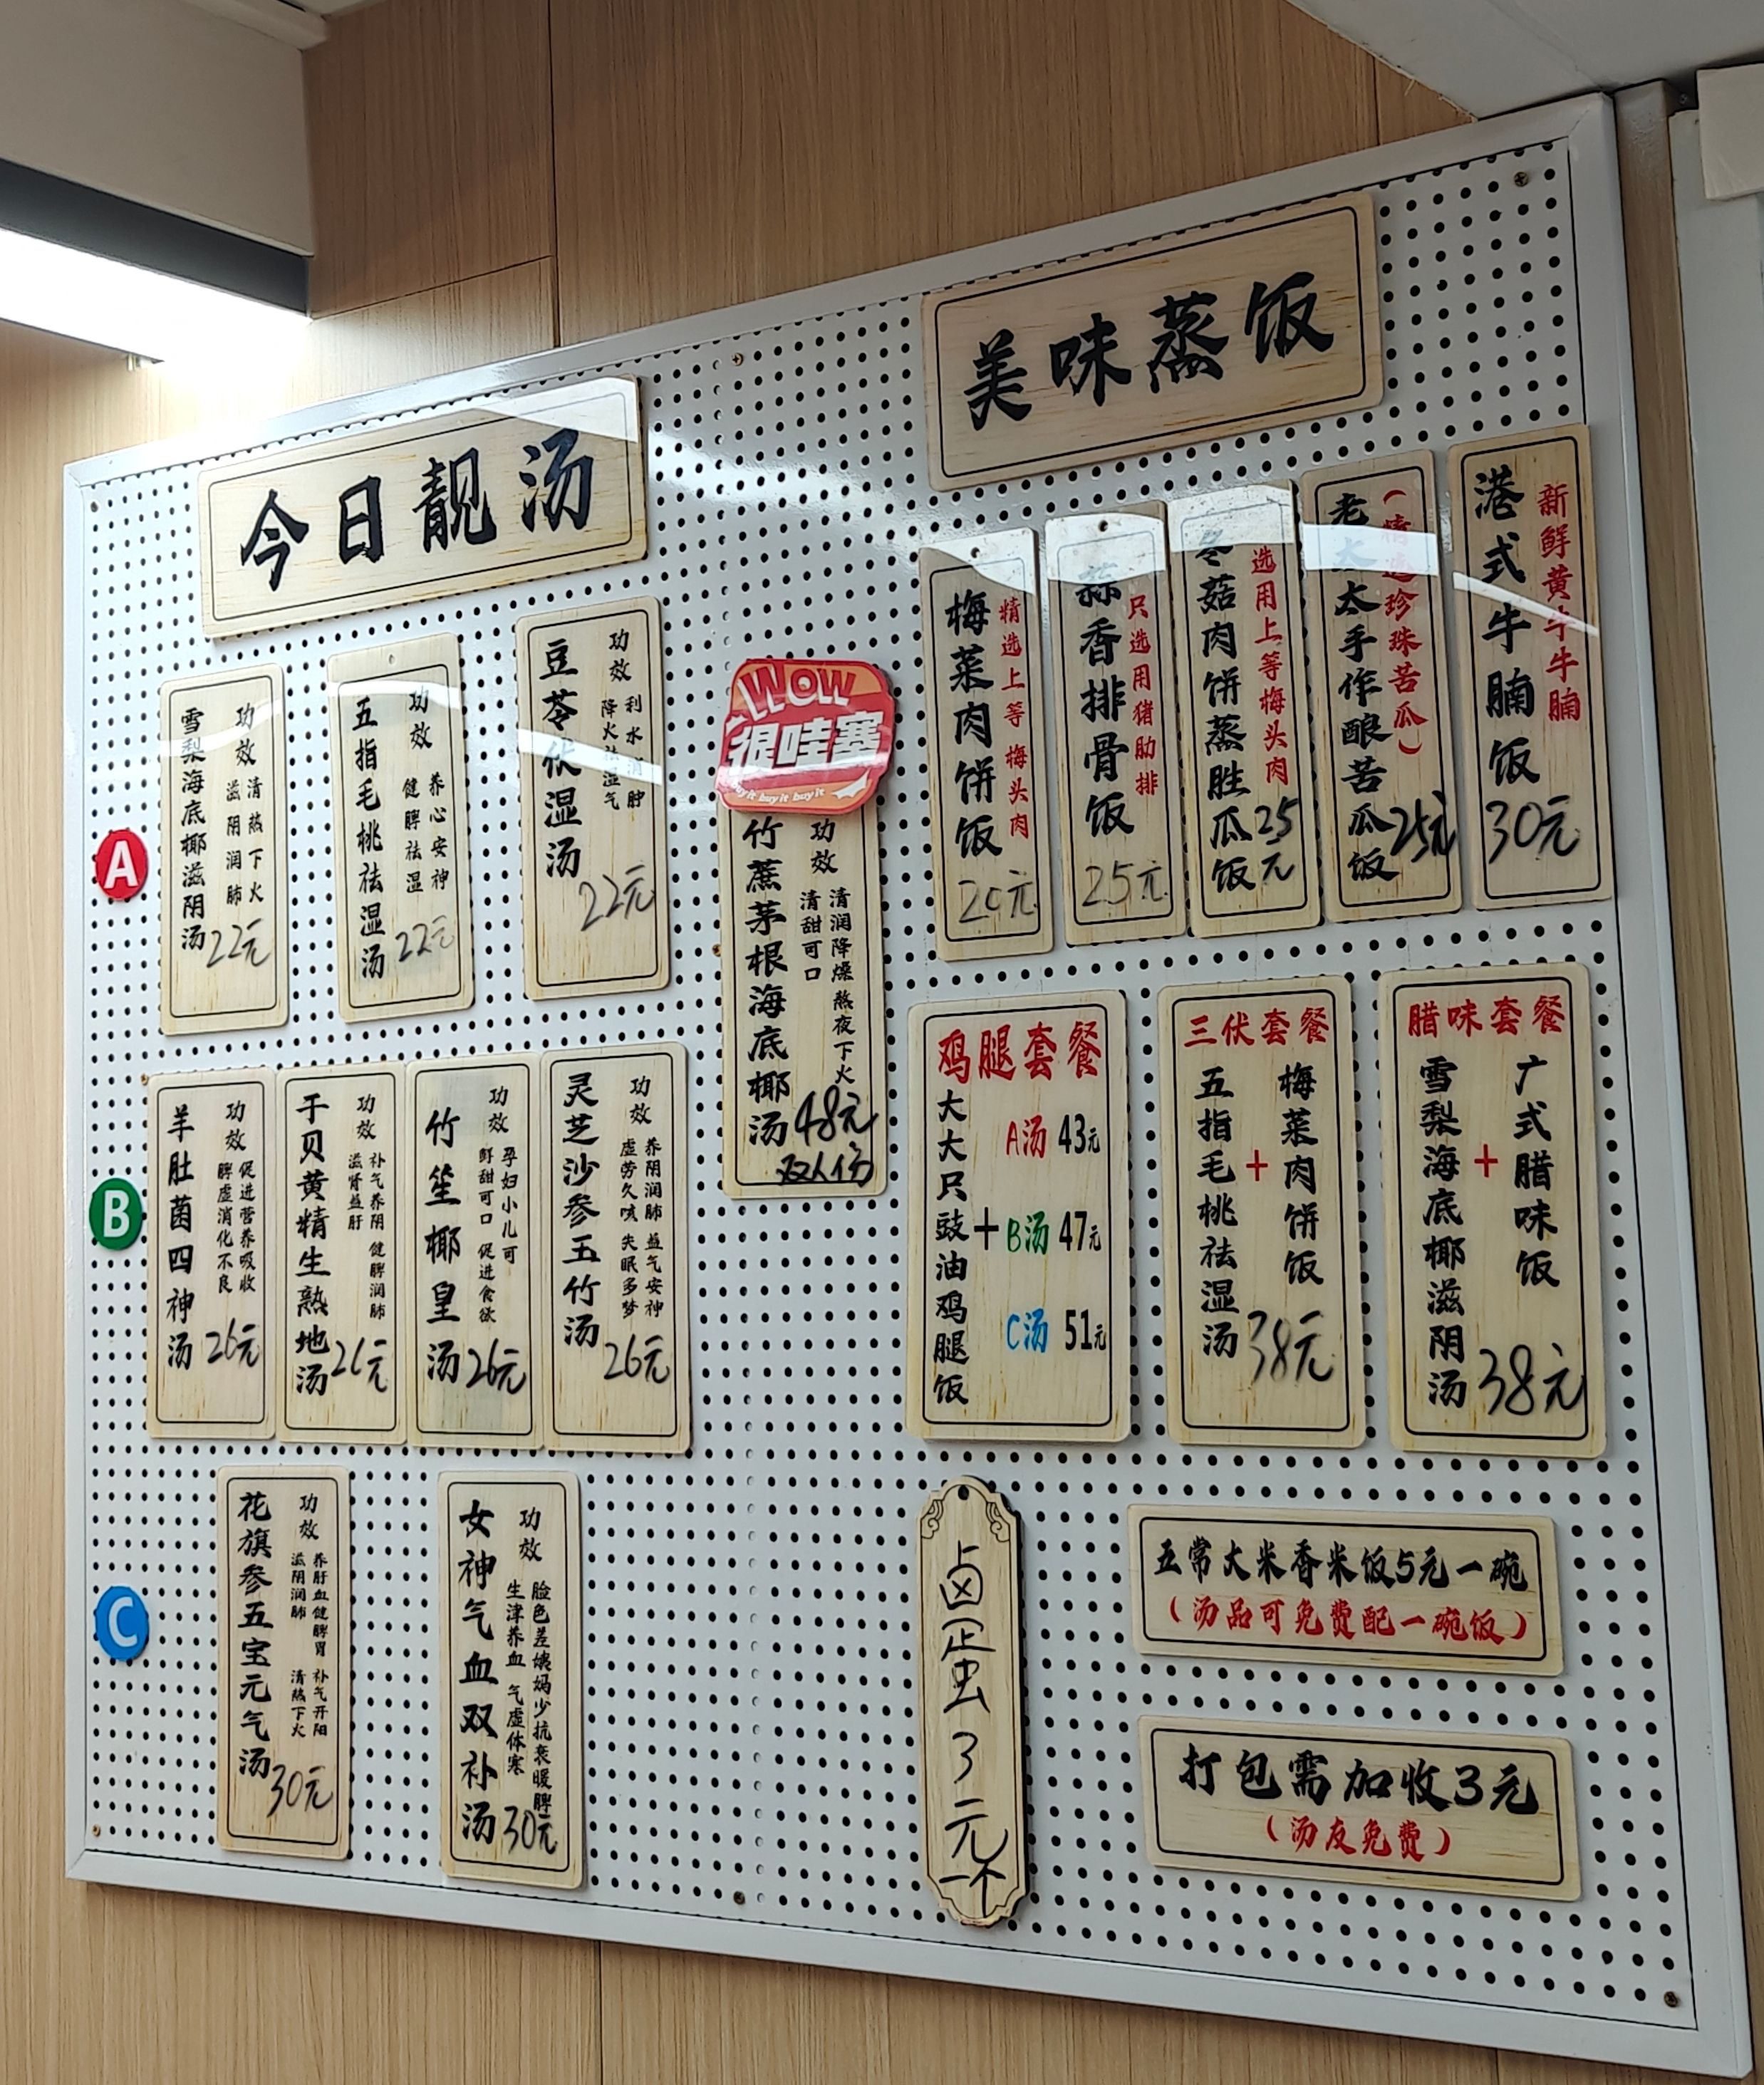 今日靓汤
美味蒸饭
A
雪梨海底椰滋阴汤
功效
清热下火
滋阴润肺
22元
五指毛桃祛湿汤
功效
养心安神
健脾祛湿
22元
豆苓伏湿汤
功效
利水消肿
降火祛湿气
22元
WOW
很哇塞
buy it buy it buy it
竹蔗茅根海底椰汤
功效
清润降燥 熬夜下火
清甜可口
48元
双人份
B
羊肚菌四神汤
功效
促进营养吸收
脾虚消化不良
26元
干贝黄精生熟地汤
功效
补气养阴 健脾润肺
滋肾益肝
26元
竹笙椰皇汤
功效
孕妇小儿可
鲜甜可口 促进食欲
26元
灵芝沙参玉竹汤
功效
养阴润肺 益气安神
虚劳久咳 失眠多梦
26元
C
花旗参五宝元气汤
功效
养肝血健脾胃 补气开阳
滋阴润肺 清热下火
30元
女神气血双补汤
功效
脸色差姨妈少抗衰暖脾
生津养血 气虚体寒
30元
梅菜肉饼饭
精选上等梅头肉
20元
蒜香排骨饭
只选用猪肋排
25元
冬菇肉饼蒸胜瓜饭
选用上等梅头肉
25元
老太太手作酿苦瓜饭
(精选珍珠苦瓜)
25元
港式牛腩饭
新鲜黄牛牛腩
30元
鸡腿套餐
大大只豉油鸡腿饭
+
A汤 43元
B汤 47元
C汤 51元
三伏套餐
五指毛桃祛湿汤
+
梅菜肉饼饭
38元
腊味套餐
雪梨海底椰滋阴汤
+
广式腊味饭
38元
卤蛋3元一个
五常大米香米饭5元一碗
(汤品可免费配一碗饭)
打包需加收3元
(汤友免费)